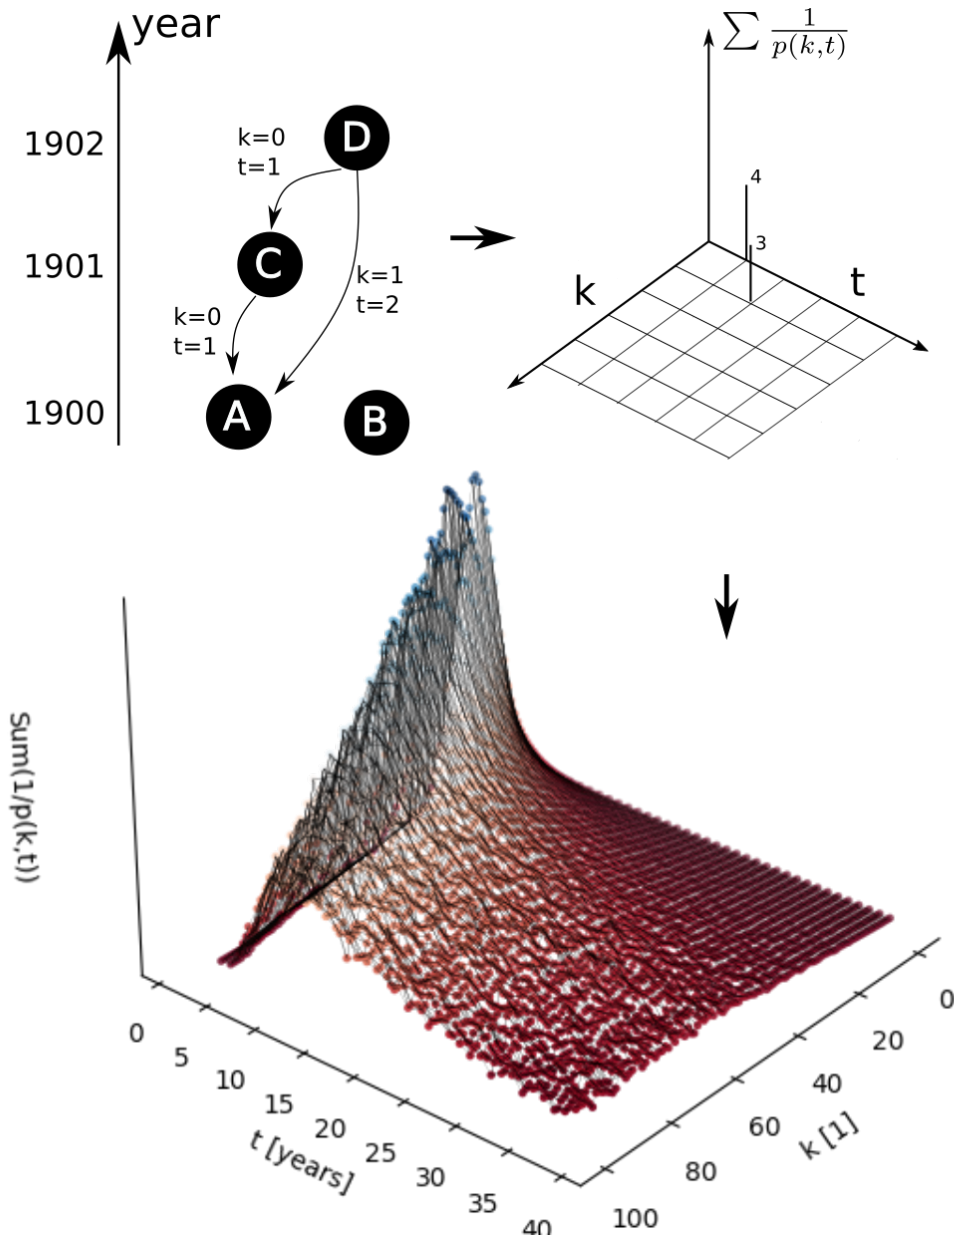 year
1902
1901
1900
D
C
A
B
k=0
t=1
k=1
t=2
k=0
t=1
∑ 1/p(k,t)
4
3
k
t
Sum(1/p(k,t))
0
5
10
15
20
25
30
35
40
t [years]
0
20
40
60
80
100
k [1]